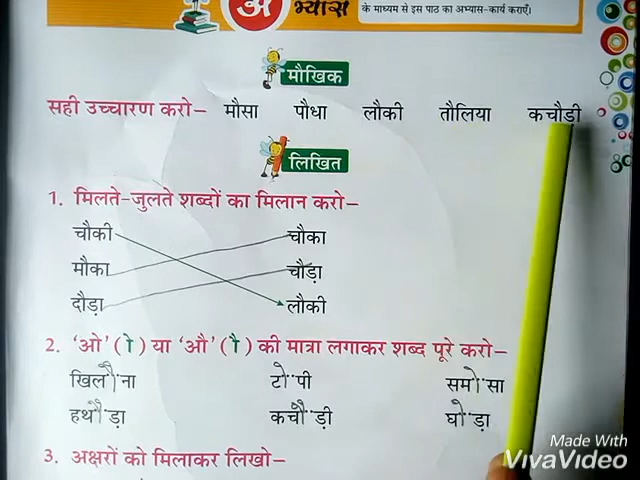 अ भ्यास
के माध्यम से इस पाठ का अभ्यास-कार्य कराएँ।
मौखिक
सही उच्चारण करो– मौसा पौधा लौकी तौलिया कचौड़ी
लिखित
1. मिलते-जुलते शब्दों का मिलान करो–
चौकी चौका
मौका चौड़ा
दौड़ा लौकी
2. 'ओ' (ो) या 'औ' (ौ) की मात्रा लगाकर शब्द पूरे करो–
खिलौना टोपी समोसा
हथौड़ा कचौड़ी घोड़ा
3. अक्षरों को मिलाकर लिखो–
Made With
VivaVideo